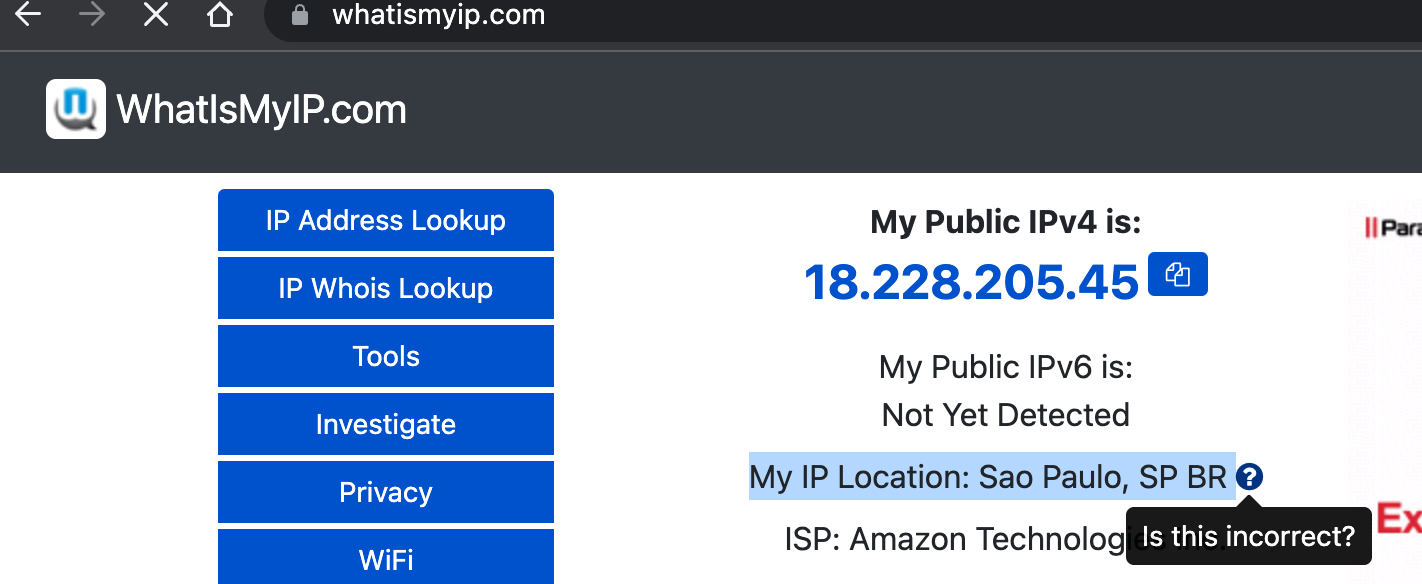 whatismyip.com
WhatIsMyIP.com
IP Address Lookup
IP Whois Lookup
Tools
Investigate
Privacy
WiFi
My Public IPv4 is:
18.228.205.45
My Public IPv6 is:
Not Yet Detected
My IP Location: Sao Paulo, SP BR
?
ISP: Amazon Technologies Inc.
Is this incorrect?
Para
Ex